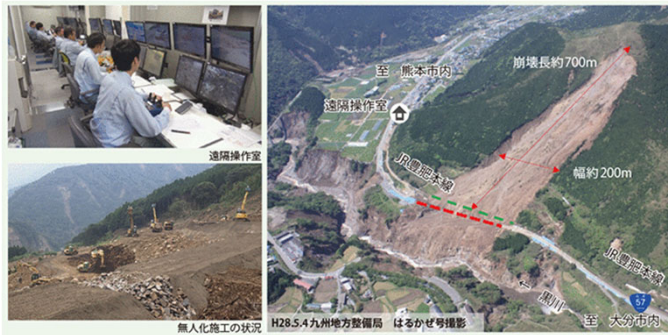 遠隔操作室
無人化施工の状況
崩壊長約700m
至 熊本市内
遠隔操作室
幅約200m
JR豊肥本線
JR豊肥本線
57
黒川
至 大分市内
H28.5.4九州地方整備局 はるかぜ号撮影